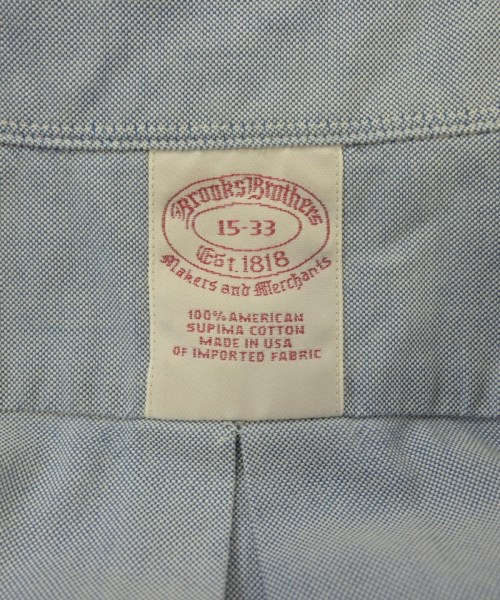 Brooks Brothers
15-33
Est. 1818
Makers and Merchants
100% AMERICAN
SUPIMA COTTON
MADE IN USA
OF IMPORTED FABRIC